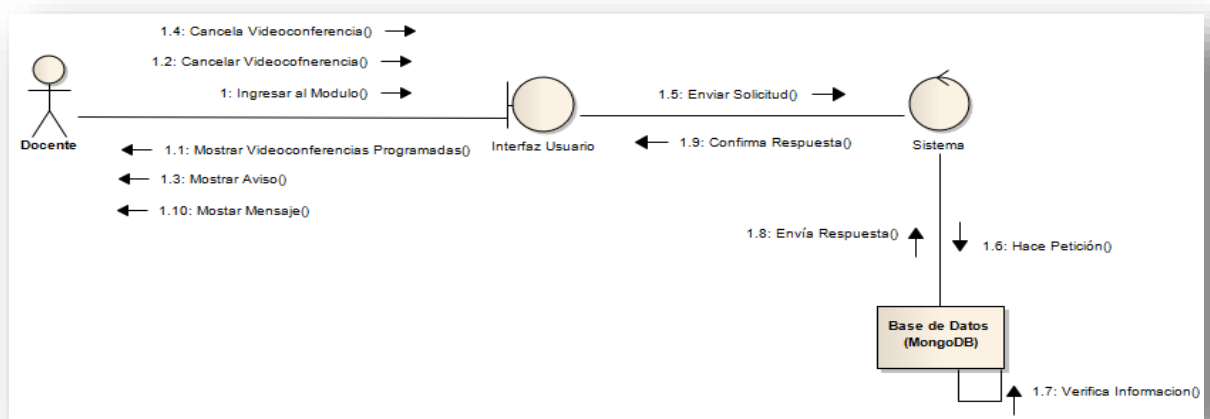 1.4: Cancela Videoconferencia()
1.2: Cancelar Videocofnerencia()
1: Ingresar al Modulo()
1.5: Enviar Solicitud()
Docente
1.1: Mostrar Videoconferencias Programadas()
Interfaz Usuario
1.9: Confirma Respuesta()
Sistema
1.3: Mostrar Aviso()
1.10: Mostar Mensaje()
1.8: Envía Respuesta()
1.6: Hace Petición()
Base de Datos
(MongoDB)
1.7: Verifica Informacion()